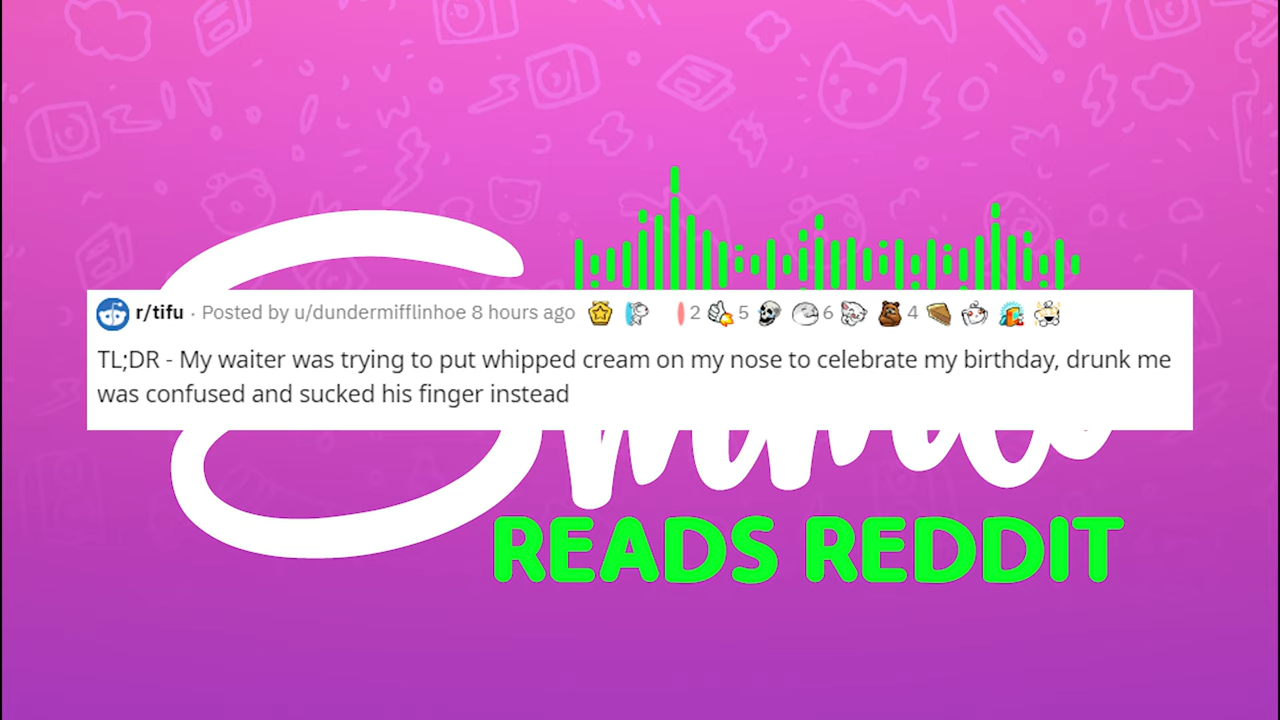 r/tifu · Posted by u/dundermifflinhoe 8 hours ago 2 5 6 4
TL;DR - My waiter was trying to put whipped cream on my nose to celebrate my birthday, drunk me
was confused and sucked his finger instead
READS REDDIT